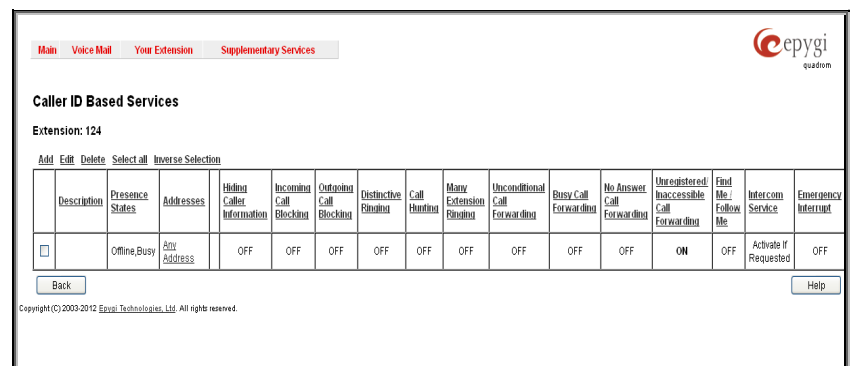 epygi
quadrom
Main Voice Mail Your Extension Supplementary Services
Caller ID Based Services
Extension: 124
Add Edit Delete Select all Inverse Selection
Description Presence States Addresses Hiding Caller Information Incoming Call Blocking Outgoing Call Blocking Distinctive Ringing Call Hunting Many Extension Ringing Unconditional Call Forwarding Busy Call Forwarding No Answer Call Forwarding Unregistered/ Inaccessible Call Forwarding Find Me / Follow Me Intercom Service Emergency Interrupt
Offline,Busy Any Address OFF OFF OFF OFF OFF OFF OFF OFF OFF ON OFF Activate If Requested OFF
Back Help
Copyright (C) 2003-2012 Epygi Technologies, Ltd. All rights reserved.